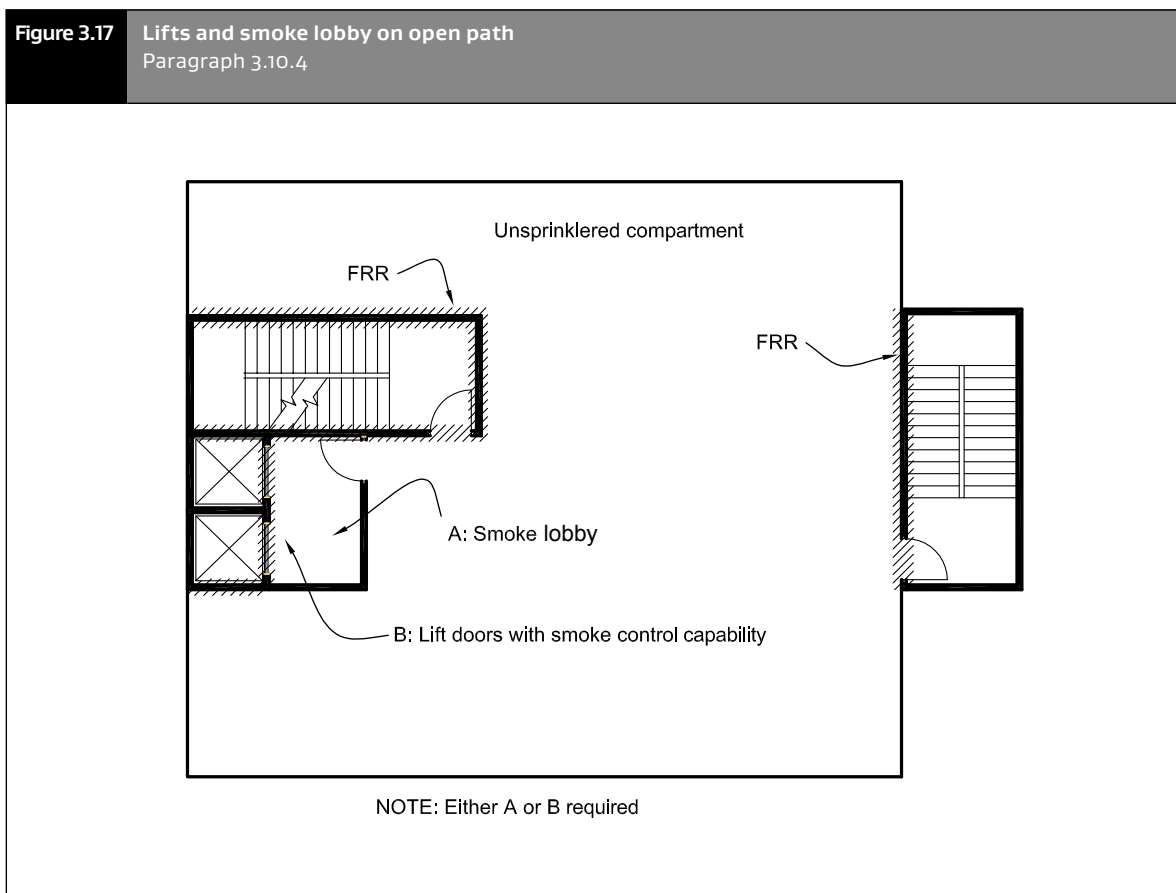 Figure 3.17
Lifts and smoke lobby on open path
Paragraph 3.10.4
Unsprinklered compartment
FRR
FRR
A: Smoke lobby
B: Lift doors with smoke control capability
NOTE: Either A or B required